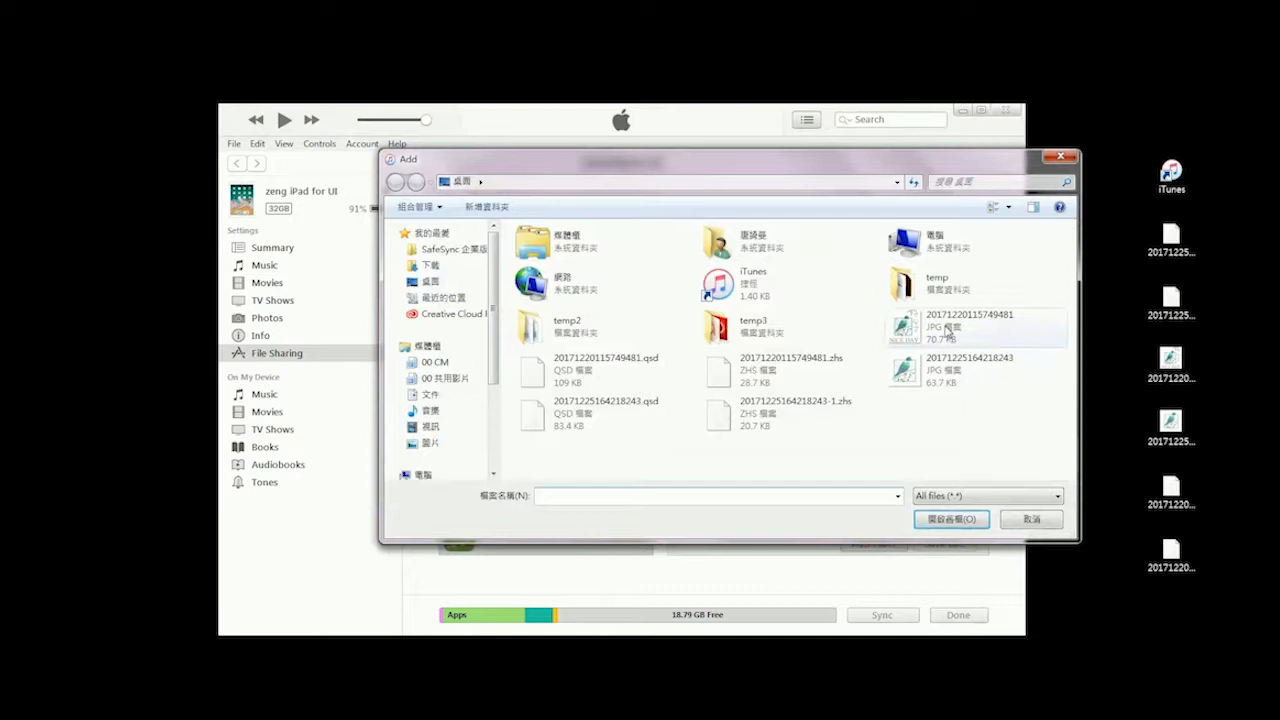 Search
File Edit View Controls Account Help
zeng iPad for UI
32GB
91%
Settings
Summary
Music
Movies
TV Shows
Photos
Info
File Sharing
On My Device
Music
Movies
TV Shows
Books
Audiobooks
Tones
Apps
18.79 GB Free
Sync
Done
Add
桌面
搜尋 桌面
組合管理
新增資料夾
我的最愛
SafeSync 企業版
下載
桌面
最近的位置
Creative Cloud
媒體櫃
00 CM
00 共用影片
文件
音樂
視訊
圖片
電腦
媒體櫃
系統資料夾
系統資料夾
電腦
系統資料夾
網路
系統資料夾
iTunes
捷徑
1.40 KB
temp
檔案資料夾
temp2
檔案資料夾
temp3
檔案資料夾
20171220115749481
JPG 檔案
70.7 KB
20171220115749481.qsd
QSD 檔案
109 KB
20171220115749481.zhs
ZHS 檔案
28.7 KB
20171225164218243
JPG 檔案
63.7 KB
20171225164218243.qsd
QSD 檔案
83.4 KB
20171225164218243-1.zhs
ZHS 檔案
20.7 KB
檔案名稱(N):
All files (*.*)
開啟舊檔(O)
取消
iTunes
20171225...
20171225...
20171220...
20171225...
20171220...
20171220...